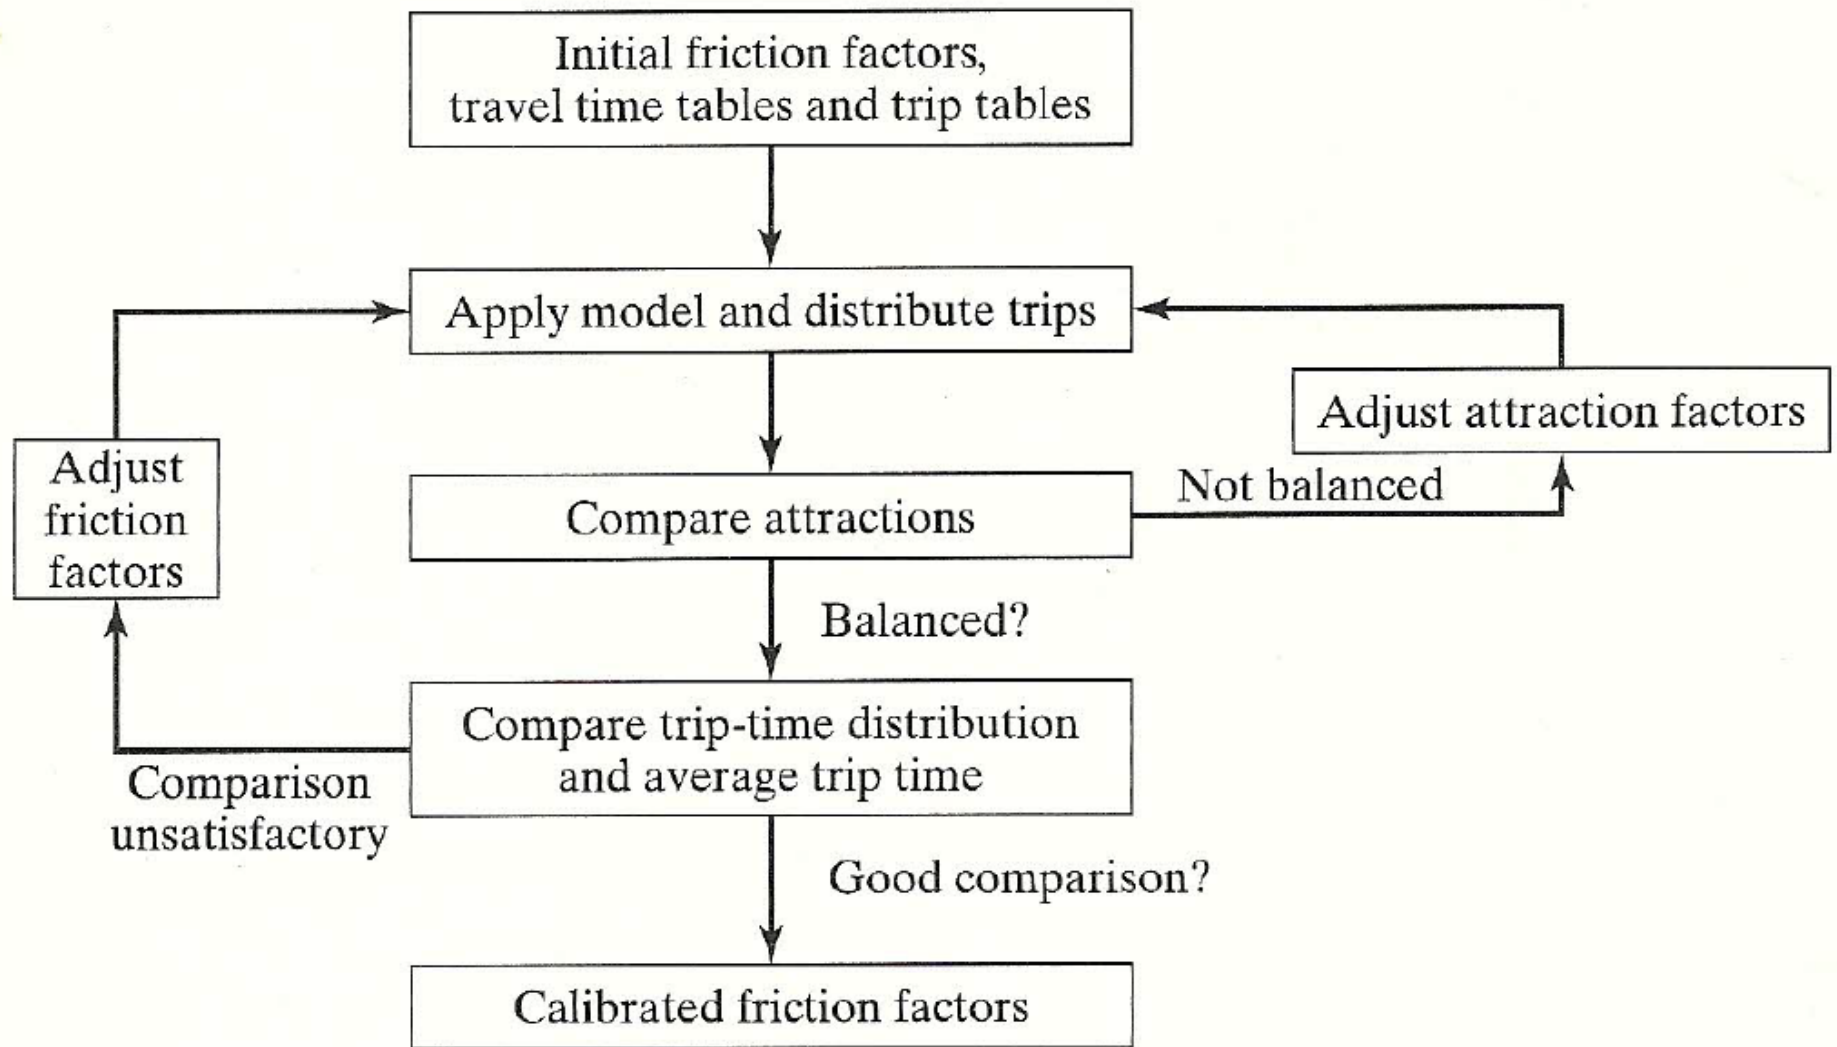 Initial friction factors,
travel time tables and trip tables
Apply model and distribute trips
Adjust attraction factors
Adjust
friction
factors
Not balanced
Compare attractions
Balanced?
Compare trip-time distribution
and average trip time
Comparison
unsatisfactory
Good comparison?
Calibrated friction factors